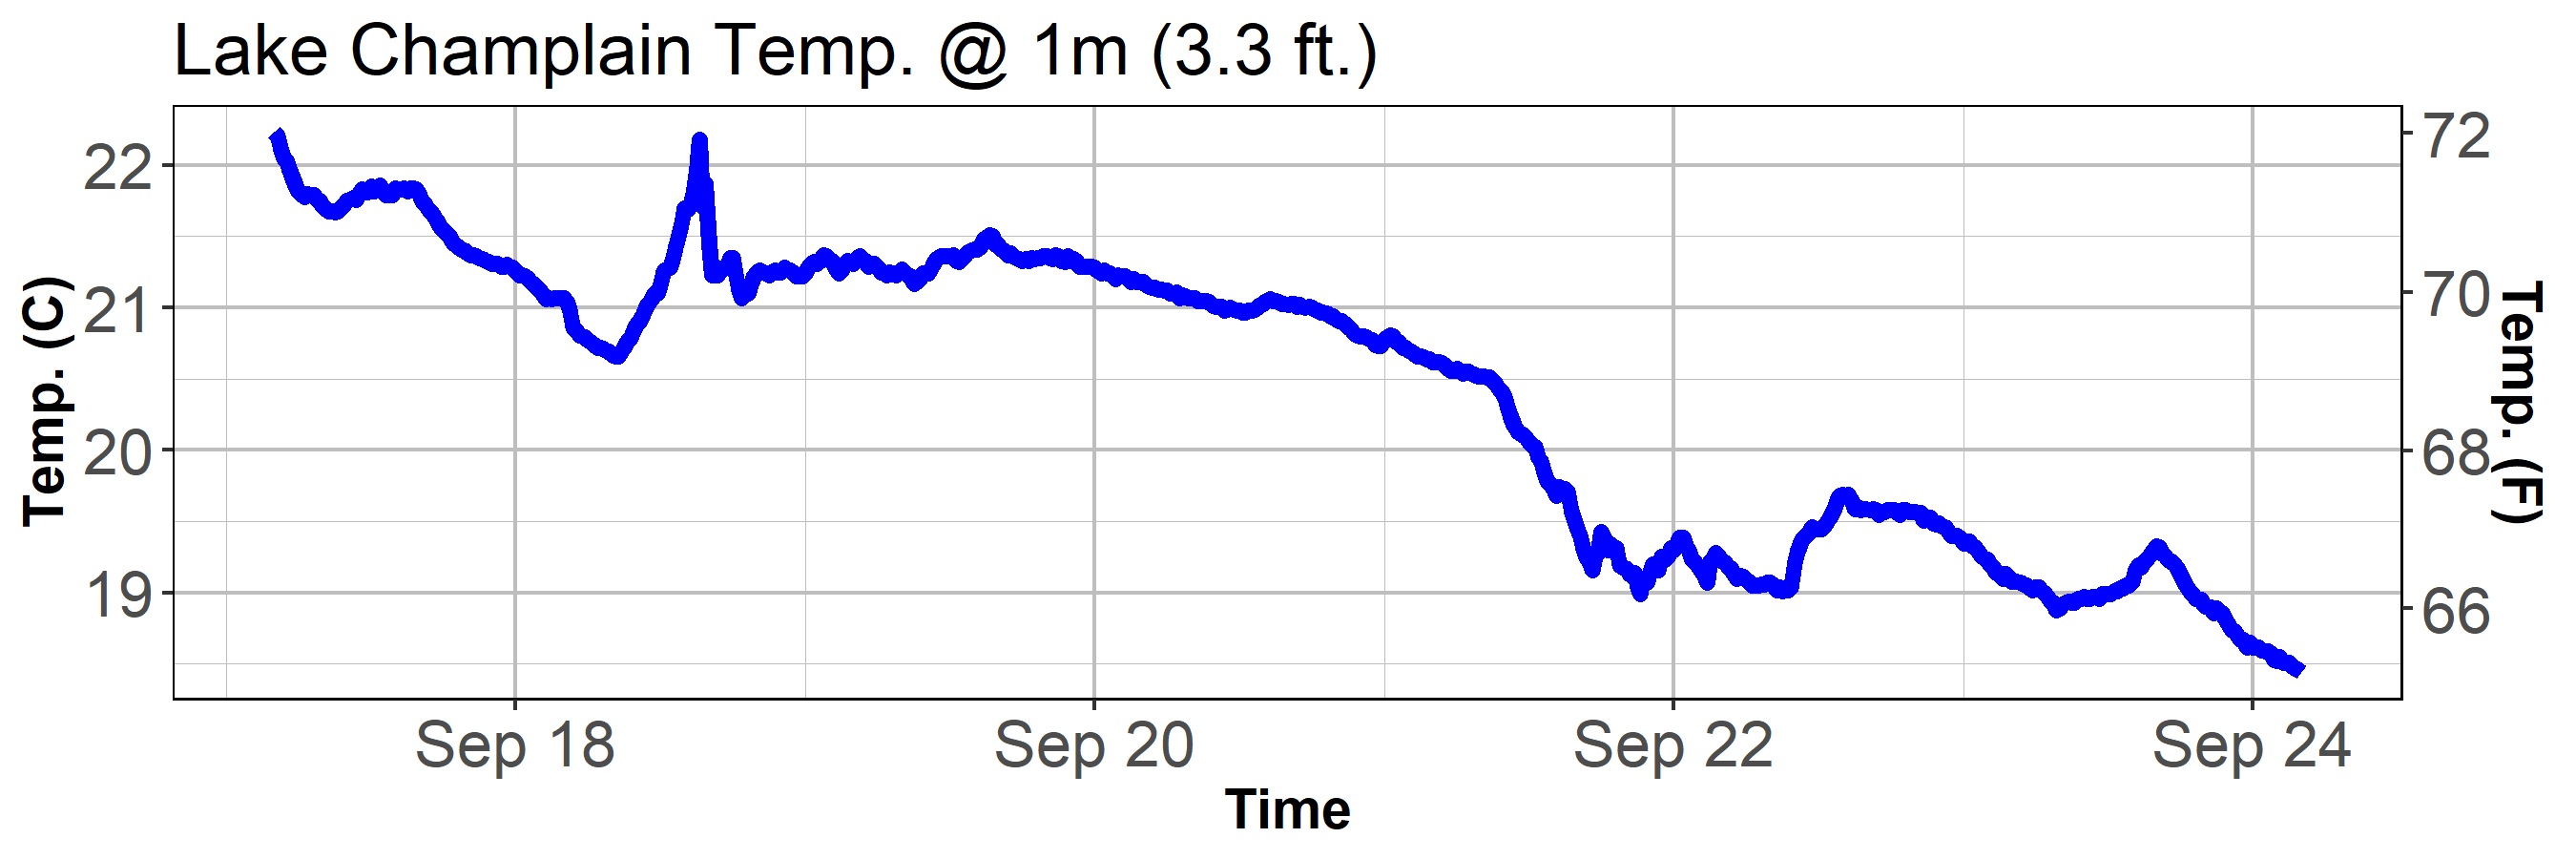 Lake Champlain Temp. @ 1m (3.3 ft.)
Temp. (C)
22
21
20
19
72
70
68
66
Temp. (F)
Sep 18
Sep 20
Sep 22
Sep 24
Time